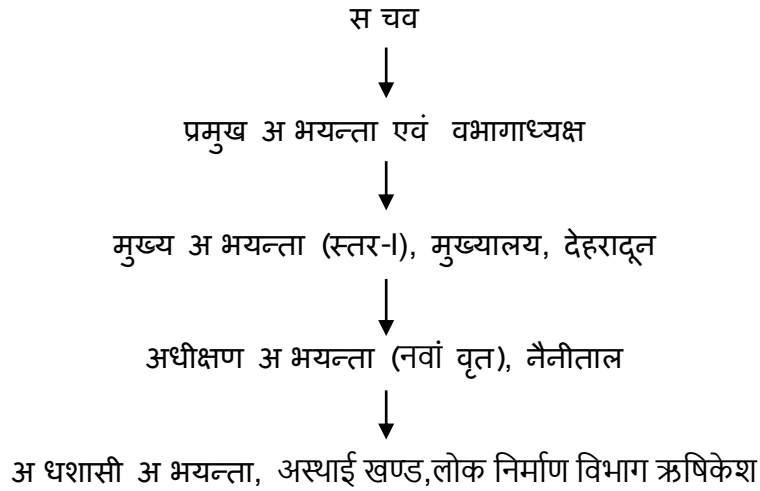 स चव
प्रमुख अ भयन्ता एवं वभागाध्यक्ष
मुख्य अ भयन्ता (स्तर-I), मुख्यालय, देहरादून
अधीक्षण अ भयन्ता (नवां वृत), नैनीताल
अ धशासी अ भयन्ता, अस्थाई खण्ड,लोक निर्माण विभाग ऋषिकेश